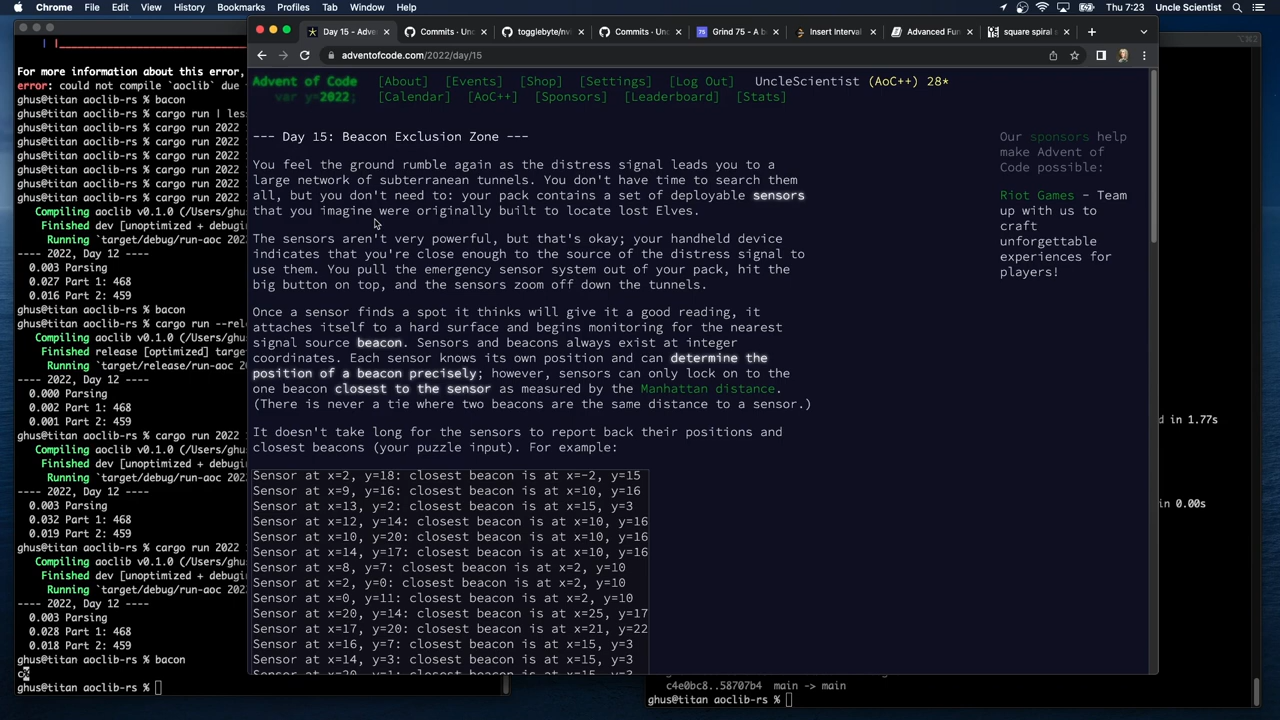 Chrome File Edit View History Bookmarks Profiles Tab Window Help
Thu 7:23 Uncle Scientist
Day 15 - Adve
Commits · Un
togglebyte/nvi
Commits · Un
Grind 75 - A b
Insert Interval
Advanced Fun
square spiral s
adventofcode.com/2022/day/15
Advent of Code [About] [Events] [Shop] [Settings] [Log Out] UncleScientist (AoC++) 28*
var y=2022; [Calendar] [AoC++] [Sponsors] [Leaderboard] [Stats]
--- Day 15: Beacon Exclusion Zone ---
You feel the ground rumble again as the distress signal leads you to a
large network of subterranean tunnels. You don't have time to search them
all, but you don't need to: your pack contains a set of deployable sensors
that you imagine were originally built to locate lost Elves.
The sensors aren't very powerful, but that's okay; your handheld device
indicates that you're close enough to the source of the distress signal to
use them. You pull the emergency sensor system out of your pack, hit the
big button on top, and the sensors zoom off down the tunnels.
Once a sensor finds a spot it thinks will give it a good reading, it
attaches itself to a hard surface and begins monitoring for the nearest
signal source beacon. Sensors and beacons always exist at integer
coordinates. Each sensor knows its own position and can determine the
position of a beacon precisely; however, sensors can only lock on to the
one beacon closest to the sensor as measured by the Manhattan distance.
(There is never a tie where two beacons are the same distance to a sensor.)
It doesn't take long for the sensors to report back their positions and
closest beacons (your puzzle input). For example:
Sensor at x=2, y=18: closest beacon is at x=-2, y=15
Sensor at x=9, y=16: closest beacon is at x=10, y=16
Sensor at x=13, y=2: closest beacon is at x=15, y=3
Sensor at x=12, y=14: closest beacon is at x=10, y=16
Sensor at x=10, y=20: closest beacon is at x=10, y=16
Sensor at x=14, y=17: closest beacon is at x=10, y=16
Sensor at x=8, y=7: closest beacon is at x=2, y=10
Sensor at x=2, y=0: closest beacon is at x=2, y=10
Sensor at x=0, y=11: closest beacon is at x=2, y=10
Sensor at x=20, y=14: closest beacon is at x=25, y=17
Sensor at x=17, y=20: closest beacon is at x=21, y=22
Sensor at x=16, y=7: closest beacon is at x=15, y=3
Sensor at x=14, y=3: closest beacon is at x=15, y=3
Our sponsors help
make Advent of
Code possible:
Riot Games - Team
up with us to
craft
unforgettable
experiences for
players!
For more information about this error,
error: could not compile `aoclib` due
ghus@titan aoclib-rs % bacon
ghus@titan aoclib-rs % cargo run | les
ghus@titan aoclib-rs % cargo run 2022
ghus@titan aoclib-rs % cargo run 2022
ghus@titan aoclib-rs % cargo run 2022
ghus@titan aoclib-rs % cargo run 2022
ghus@titan aoclib-rs % cargo run 2022
ghus@titan aoclib-rs % cargo run 2022
Compiling aoclib v0.1.0 (/Users/ghu
Finished dev [unoptimized + debugin
Running `target/debug/run-aoc 2022
---- 2022, Day 12 ----
0.003 Parsing
0.027 Part 1: 468
0.016 Part 2: 459
ghus@titan aoclib-rs % bacon
ghus@titan aoclib-rs % cargo run --rel
Compiling aoclib v0.1.0 (/Users/ghu
Finished release [optimized] target
Running `target/release/run-aoc 202
---- 2022, Day 12 ----
0.000 Parsing
0.002 Part 1: 468
0.001 Part 2: 459
ghus@titan aoclib-rs % cargo run 2022
Compiling aoclib v0.1.0 (/Users/ghu
Finished dev [unoptimized + debugin
Running `target/debug/run-aoc 2022
---- 2022, Day 12 ----
0.003 Parsing
0.032 Part 1: 468
0.019 Part 2: 459
ghus@titan aoclib-rs % cargo run 2022
Compiling aoclib v0.1.0 (/Users/ghu
Finished dev [unoptimized + debugin
Running `target/debug/run-aoc 2022
---- 2022, Day 12 ----
0.003 Parsing
0.028 Part 1: 468
0.018 Part 2: 459
ghus@titan aoclib-rs % bacon
ghus@titan aoclib-rs %
⌥⌘2
d in 1.77s
s in 0.00s
c4e0bc8..58707b4 main -> main
ghus@titan aoclib-rs %